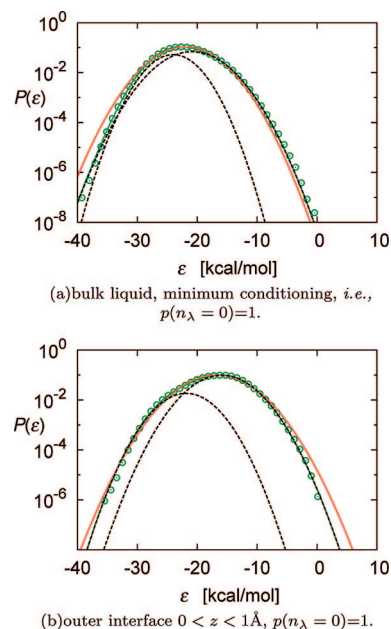 10^0
10^-2
P(ε)
10^-4
10^-6
10^-8
-40 -30 -20 -10 0 10
ε [kcal/mol]
(a)bulk liquid, minimum conditioning, i.e.,
p(n_λ = 0)=1.
10^0
10^-2
P(ε)
10^-4
10^-6
-40 -30 -20 -10 0 10
ε [kcal/mol]
(b)outer interface 0 < z < 1Å, p(n_λ = 0)=1.